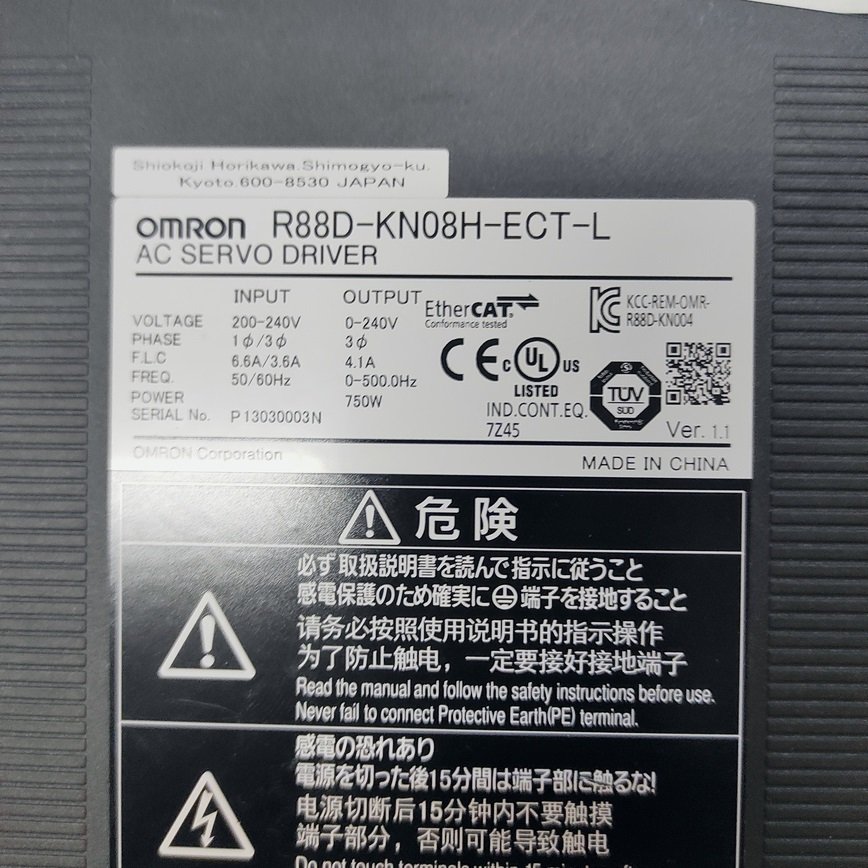 Shiokoji Horikawa.Shimogyo-ku.
Kyoto.600-8530 JAPAN
OMRON R88D-KN08H-ECT-L
AC SERVO DRIVER
INPUT OUTPUT
VOLTAGE 200-240V 0-240V
PHASE 1ϕ/3ϕ 3ϕ
F.L.C 6.6A/3.6A 4.1A
FREQ. 50/60Hz 0-500.0Hz
POWER 750W
SERIAL No. P13030003N
EtherCAT®
Conformance tested
KCC-REM-OMR-
R88D-KN004
CE
c UL US
LISTED
IND.CONT.EQ.
7Z45
TÜV
SÜD
Ver. 1.1
OMRON Corporation
MADE IN CHINA
危険
必ず取扱説明書を読んで指示に従うこと
感電保護のため確実に端子を接地すること
请务必按照使用说明书的指示操作
为了防止触电，一定要接好接地端子
Read the manual and follow the safety instructions before use.
Never fail to connect Protective Earth(PE) terminal.
感電の恐れあり
電源を切った後15分間は端子部に触るな!
电源切断后15分钟内不要触摸
端子部分，否则可能导致触电
Do not touch terminals within 15